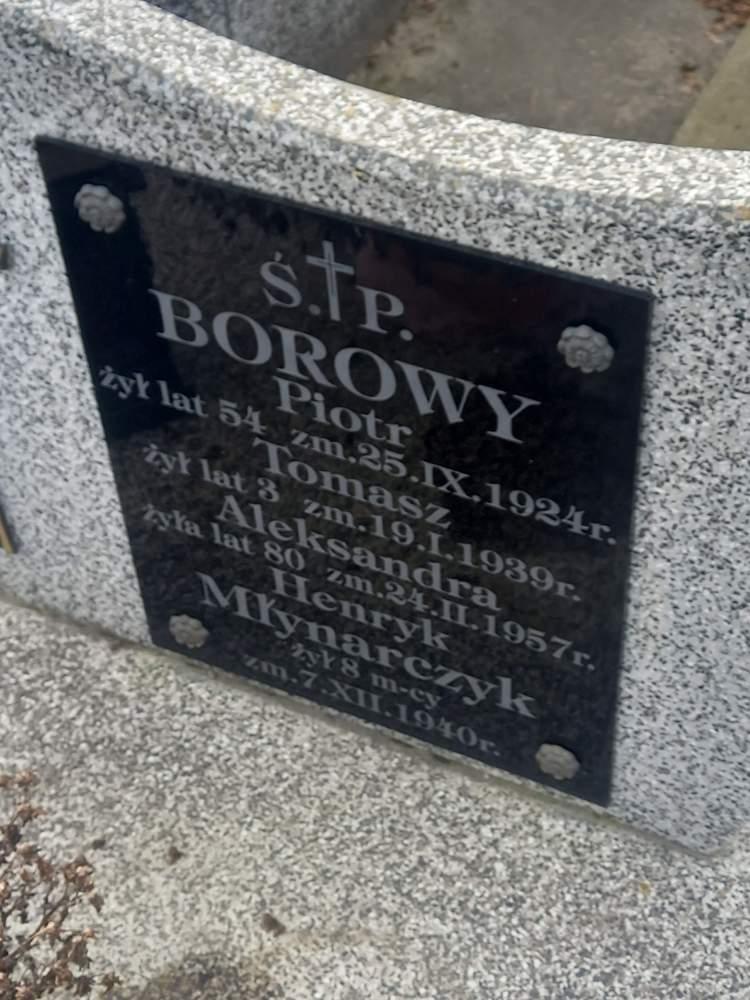 Ś.†P.
BOROWY
Piotr
żył lat 54 zm.25.IX.1924r.
Tomasz
żył lat 3 zm.19.I.1939r.
Aleksandra
żyła lat 80 zm.24.II.1957r.
Henryk
Młynarczyk
żył 8 m-cy
zm.7.XII.1940r.